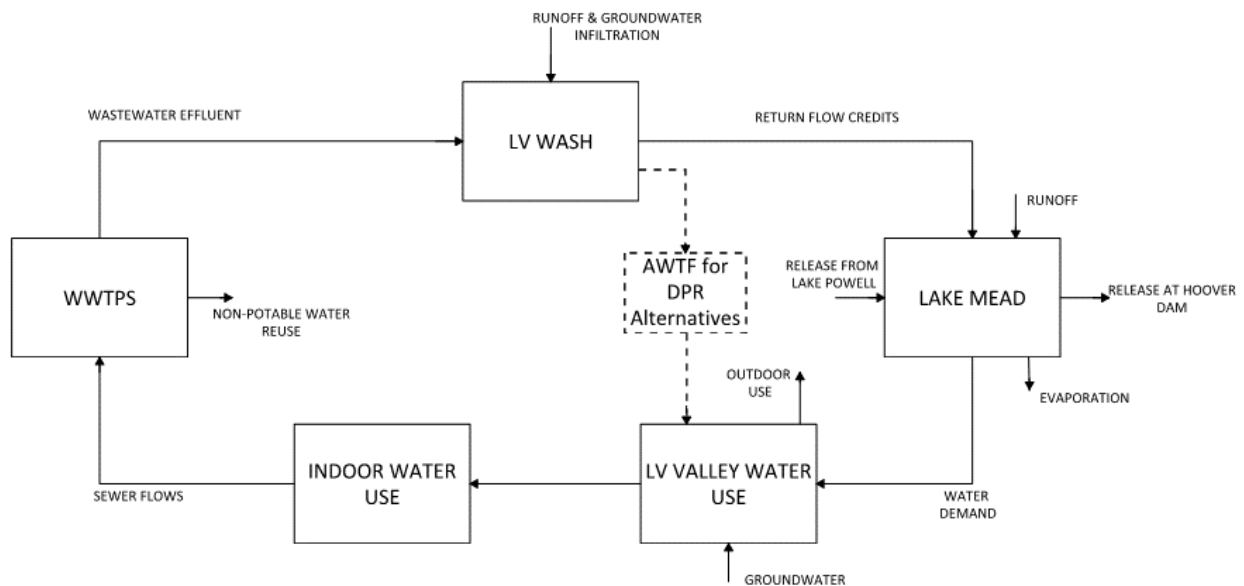 RUNOFF & GROUNDWATER
INFILTRATION
WASTEWATER EFFLUENT
LV WASH
RETURN FLOW CREDITS
RUNOFF
WWTPS
NON-POTABLE WATER
REUSE
AWTF for
DPR
Alternatives
RELEASE FROM
LAKE POWELL
LAKE MEAD
RELEASE AT HOOVER
DAM
OUTDOOR
USE
EVAPORATION
SEWER FLOWS
INDOOR WATER
USE
LV VALLEY WATER
USE
WATER
DEMAND
GROUNDWATER